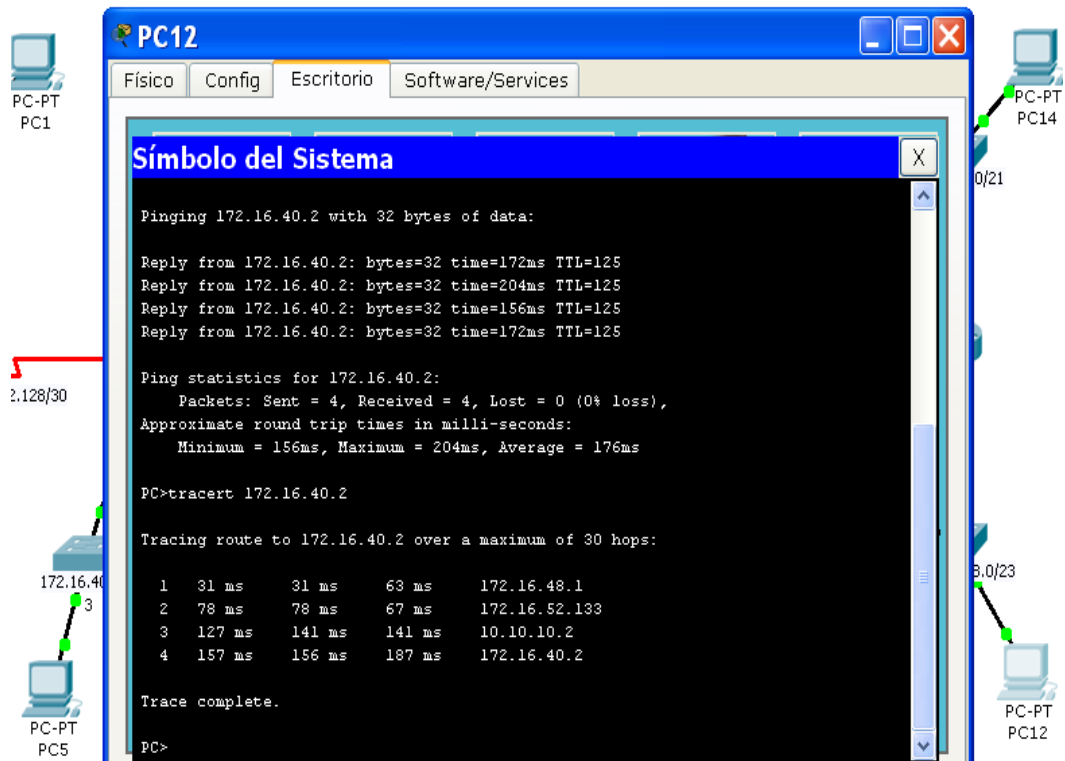 PC12
Físico Config Escritorio Software/Services
Símbolo del Sistema
X
Pinging 172.16.40.2 with 32 bytes of data:
Reply from 172.16.40.2: bytes=32 time=172ms TTL=125
Reply from 172.16.40.2: bytes=32 time=204ms TTL=125
Reply from 172.16.40.2: bytes=32 time=156ms TTL=125
Reply from 172.16.40.2: bytes=32 time=172ms TTL=125
Ping statistics for 172.16.40.2:
Packets: Sent = 4, Received = 4, Lost = 0 (0% loss),
Approximate round trip times in milli-seconds:
Minimum = 156ms, Maximum = 204ms, Average = 176ms
PC>tracert 172.16.40.2
Tracing route to 172.16.40.2 over a maximum of 30 hops:
1 31 ms 31 ms 63 ms 172.16.48.1
2 78 ms 78 ms 67 ms 172.16.52.133
3 127 ms 141 ms 141 ms 10.10.10.2
4 157 ms 156 ms 187 ms 172.16.40.2
Trace complete.
PC>
PC-PT
PC1
2.128/30
172.16.40
3
PC-PT
PC5
PC-PT
PC14
0/21
8.0/23
PC-PT
PC12